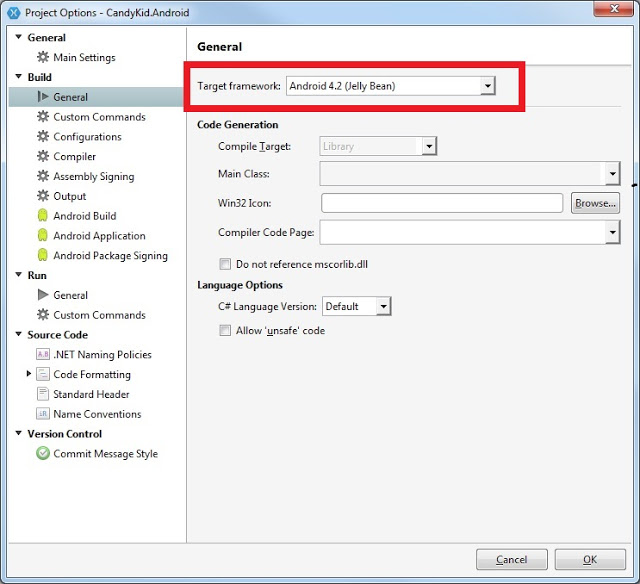 Project Options - CandyKid.Android
General
Main Settings
Build
General
Custom Commands
Configurations
Compiler
Assembly Signing
Output
Android Build
Android Application
Android Package Signing
Run
General
Custom Commands
Source Code
.NET Naming Policies
Code Formatting
Standard Header
Name Conventions
Version Control
Commit Message Style
General
Target framework: Android 4.2 (Jelly Bean)
Code Generation
Compile Target: Library
Main Class:
Win32 Icon: Browse...
Compiler Code Page:
Do not reference mscorlib.dll
Language Options
C# Language Version: Default
Allow 'unsafe' code
Cancel OK